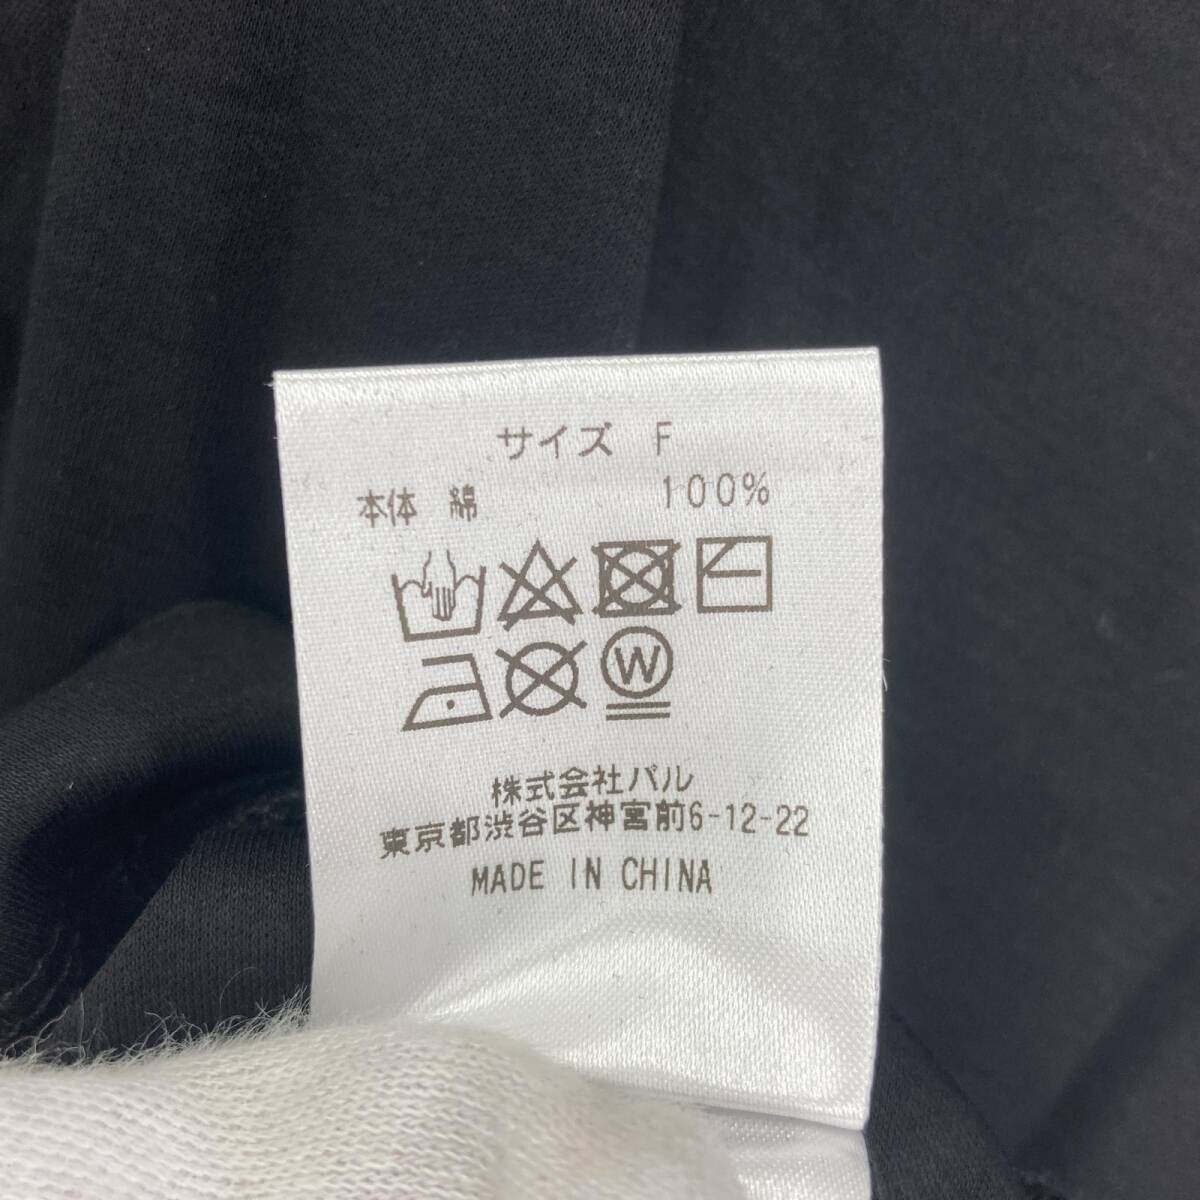 サイズ F
本体 綿 100%
W
株式会社パル
東京都渋谷区神宮前6-12-22
MADE IN CHINA